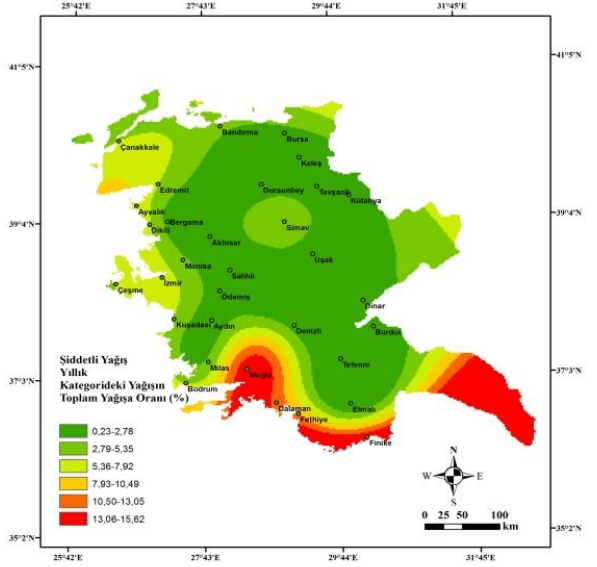 25°42'E 27°43'E 29°44'E 31°45'E
41°5'N 41°5'N
Bandırma
Bursa
Çanakkale
Keleş
Edremit
Dursunbey
Tavşanlı
Kütahya
Ayvalık
39°4'N 39°4'N
Dikili
Bergama
Simav
Akhisar
Uşak
Manisa
Salihli
İzmir
Çeşme
Ödemiş
Dinar
Kuşadası
Aydın
Denizli
Burdur
Şiddetli Yağış
Yıllık
Kategorideki Yağışın
Toplam Yağışa Oranı (%)
Milas
Muğla
Tefenni
37°3'N 37°3'N
Bodrum
Dalaman
Fethiye
Elmalı
Finike
0,23-2,78
2,79-5,35
5,36-7,92
7,93-10,49
10,50-13,05
13,06-15,62
N
W E
S
0 25 50 100
km
35°2'N 35°2'N
25°42'E 27°43'E 29°44'E 31°45'E